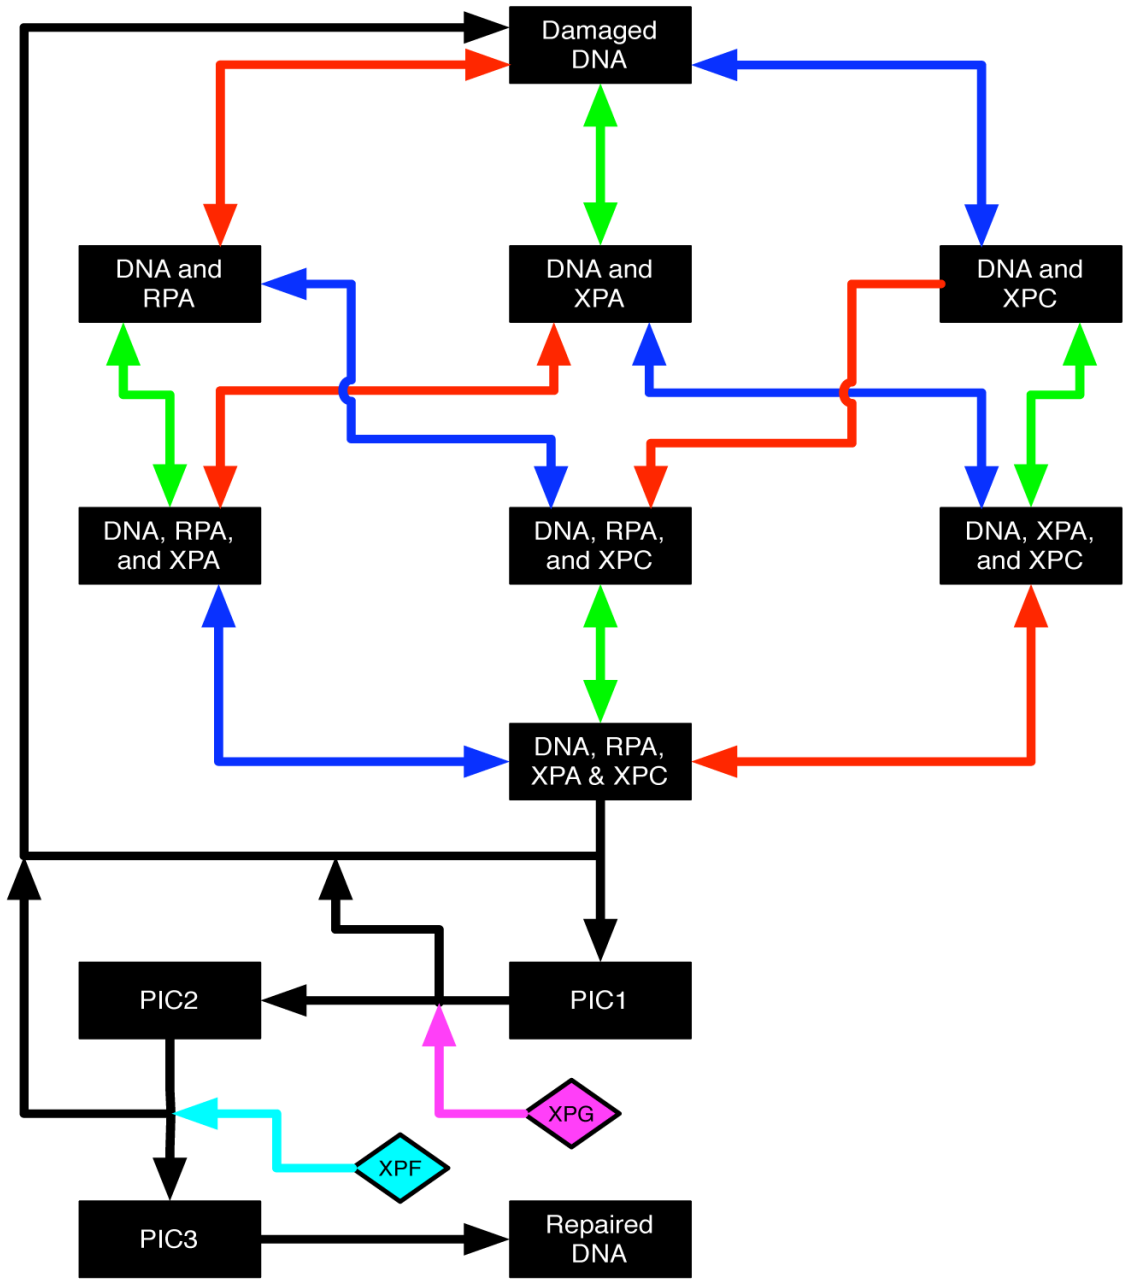 Damaged
DNA
DNA and
RPA
DNA and
XPA
DNA and
XPC
DNA, RPA,
and XPA
DNA, RPA,
and XPC
DNA, XPA,
and XPC
DNA, RPA,
XPA & XPC
PIC2
PIC1
XPG
XPF
PIC3
Repaired
DNA